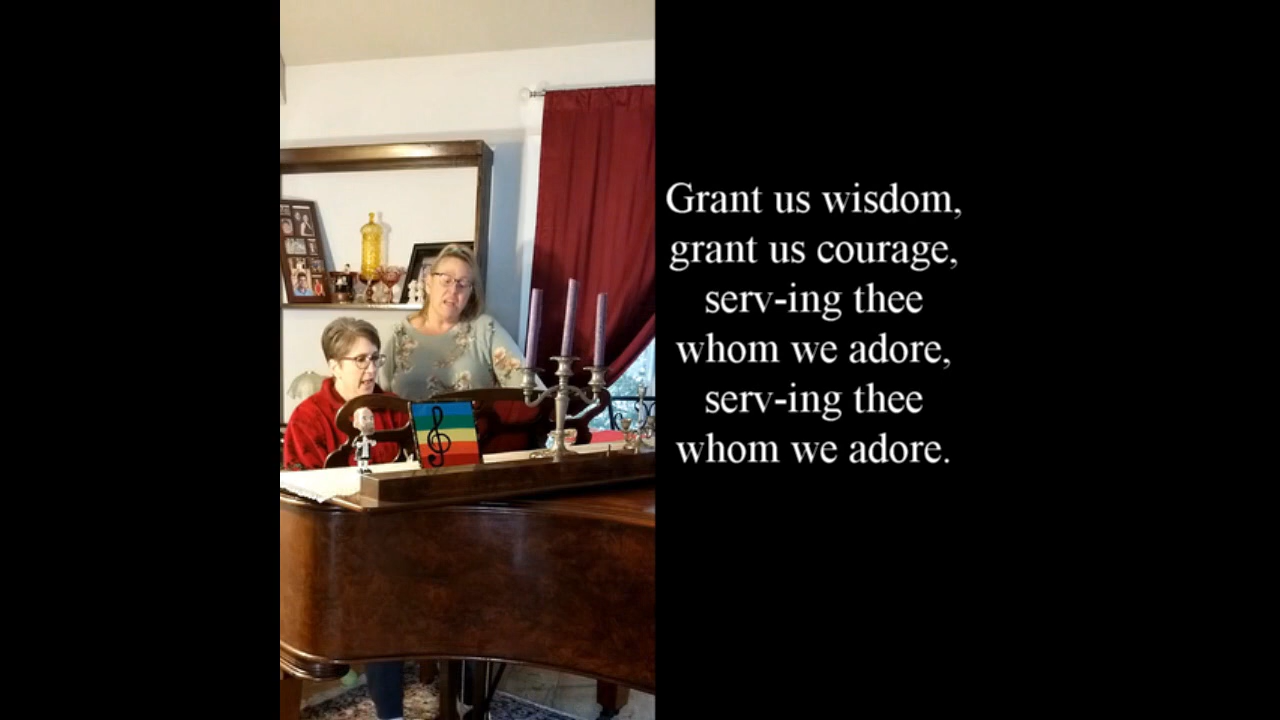 Grant us wisdom,
grant us courage,
serv-ing thee
whom we adore,
serv-ing thee
whom we adore.